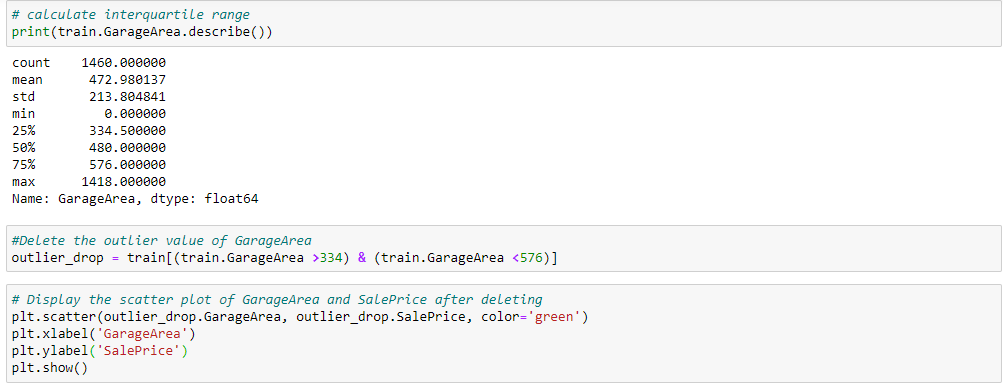 # calculate interquartile range
print(train.GarageArea.describe())
count    1460.000000
mean      472.980137
std       213.804841
min         0.000000
25%       334.500000
50%       480.000000
75%       576.000000
max      1418.000000
Name: GarageArea, dtype: float64
#Delete the outlier value of GarageArea
outlier_drop = train[(train.GarageArea >334) & (train.GarageArea <576)]
# Display the scatter plot of GarageArea and SalePrice after deleting
plt.scatter(outlier_drop.GarageArea, outlier_drop.SalePrice, color='green')
plt.xlabel('GarageArea')
plt.ylabel('SalePrice')
plt.show()